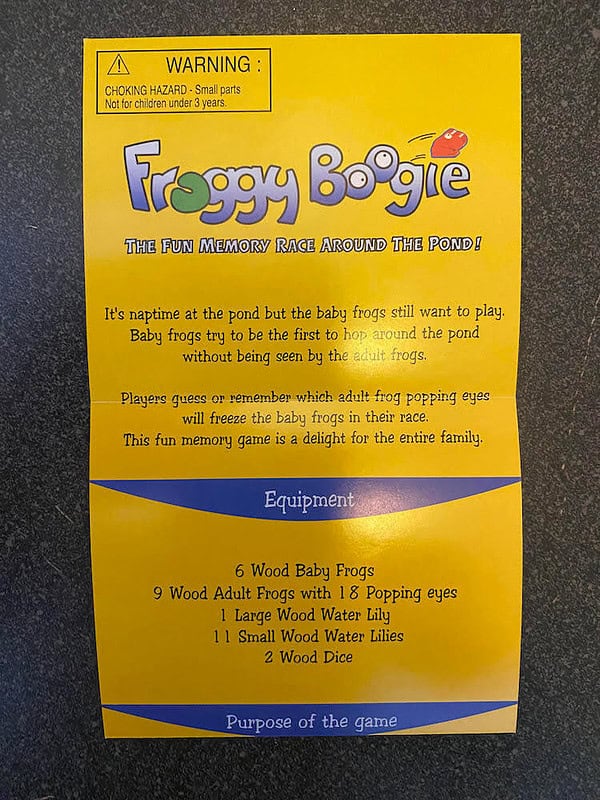 WARNING :
CHOKING HAZARD - Small parts
Not for children under 3 years.
Froggy Boogie
THE FUN MEMORY RACE AROUND THE POND!
It's naptime at the pond but the baby frogs still want to play.
Baby frogs try to be the first to hop around the pond
without being seen by the adult frogs.
Players guess or remember which adult frog popping eyes
will freeze the baby frogs in their race.
This fun memory game is a delight for the entire family.
Equipment
6 Wood Baby Frogs
9 Wood Adult Frogs with 18 Popping eyes
1 Large Wood Water Lily
11 Small Wood Water Lilies
2 Wood Dice
Purpose of the game